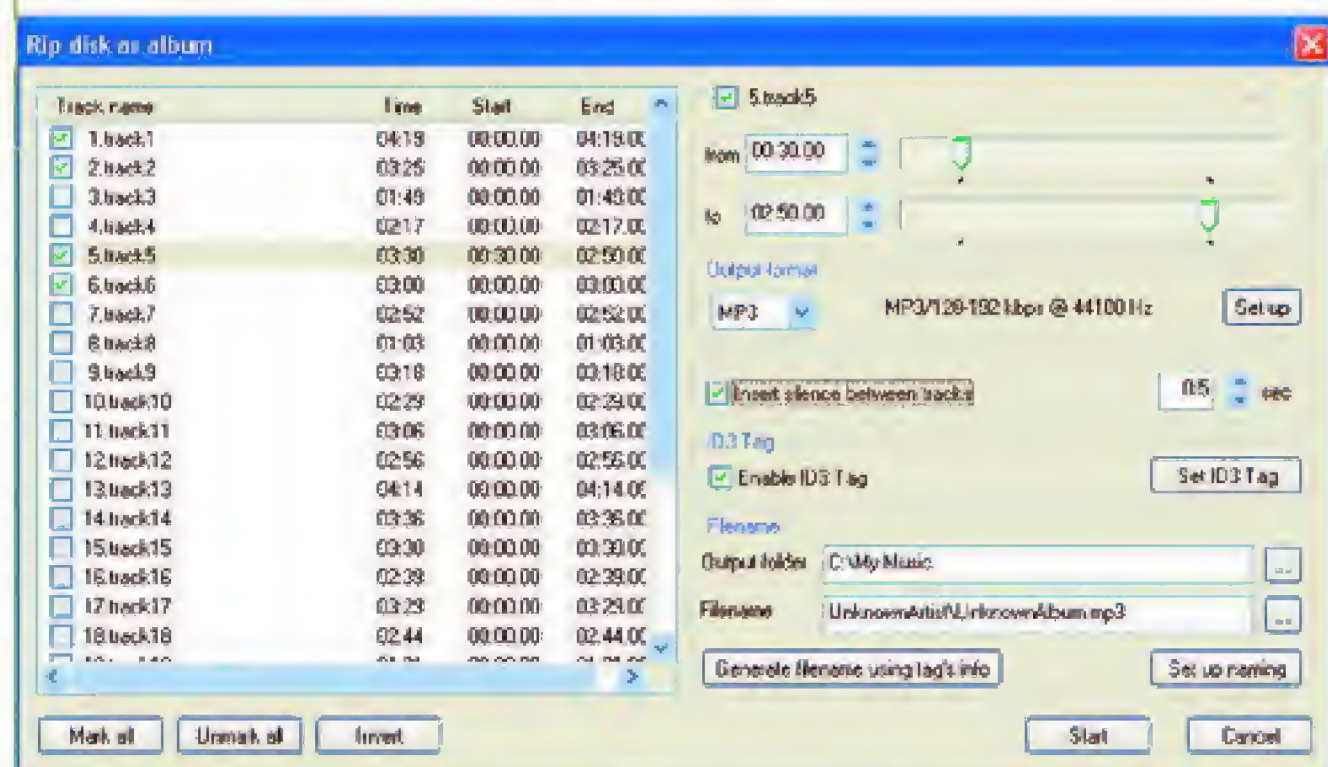 Rip disk as album
Track name Time Start End
1.track1 04:19 00:00.00 04:19.00
2.track2 03:25 00:00.00 03:25.00
3.track3 01:49 00:00.00 01:49.00
4.track4 02:17 00:00.00 02:17.00
5.track5 03:30 00:30.00 02:50.00
6.track6 03:00 00:00.00 03:00.00
7.track7 02:52 00:00.00 02:52.00
8.track8 01:03 00:00.00 01:03.00
9.track9 03:18 00:00.00 03:18.00
10.track10 02:29 00:00.00 02:29.00
11.track11 03:06 00:00.00 03:06.00
12.track12 02:56 00:00.00 02:56.00
13.track13 04:14 00:00.00 04:14.00
14.track14 03:36 00:00.00 03:36.00
15.track15 03:30 00:00.00 03:30.00
16.track16 02:39 00:00.00 02:39.00
17.track17 03:29 00:00.00 03:29.00
18.track18 02:44 00:00.00 02:44.00
Mark all Unmark all Invert
5.track5
from 00:30.00
to 02:50.00
Output format
MP3 MP3/128-192 kbps @ 44100 Hz Set up
Insert silence between tracks 0.5 sec
ID3 Tag
Enable ID3 Tag Set ID3 Tag
Filename
Output folder C:\My Music ...
Filename UnknownArtist\UnknownAlbum.mp3 ...
Generate filename using tag's info Set up naming
Start Cancel